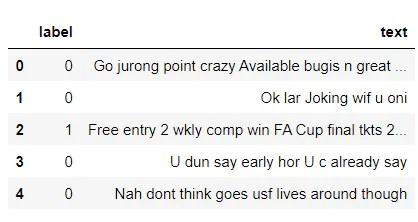 label text
0 0 Go jurong point crazy Available bugis n great ...
1 0 Ok lar Joking wif u oni
2 1 Free entry 2 wkly comp win FA Cup final tkts 2...
3 0 U dun say early hor U c already say
4 0 Nah dont think goes usf lives around though